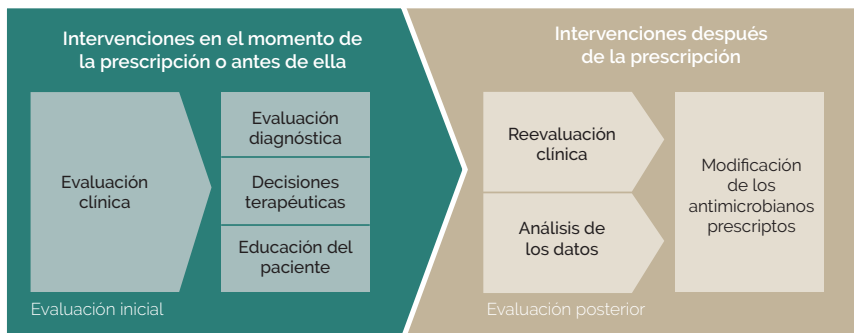 Intervenciones en el momento de
la prescripción o antes de ella
Evaluación
clínica
Evaluación
diagnóstica
Decisiones
terapéuticas
Educación del
paciente
Evaluación inicial
Intervenciones después
de la prescripción
Reevaluación
clínica
Análisis de
los datos
Modificación
de los
antimicrobianos
prescriptos
Evaluación posterior